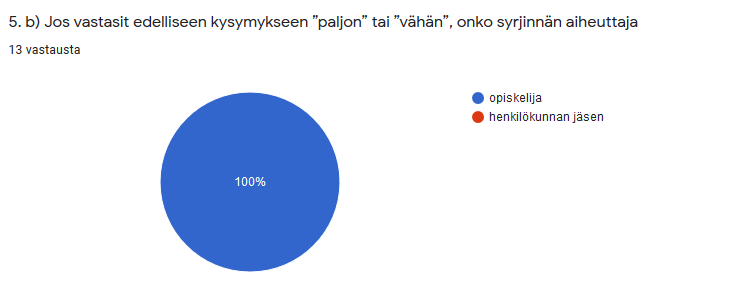 5. b) Jos vastasit edelliseen kysymykseen ”paljon” tai ”vähän”, onko syrjinnän aiheuttaja
13 vastausta
opiskelija
henkilökunnan jäsen
100%